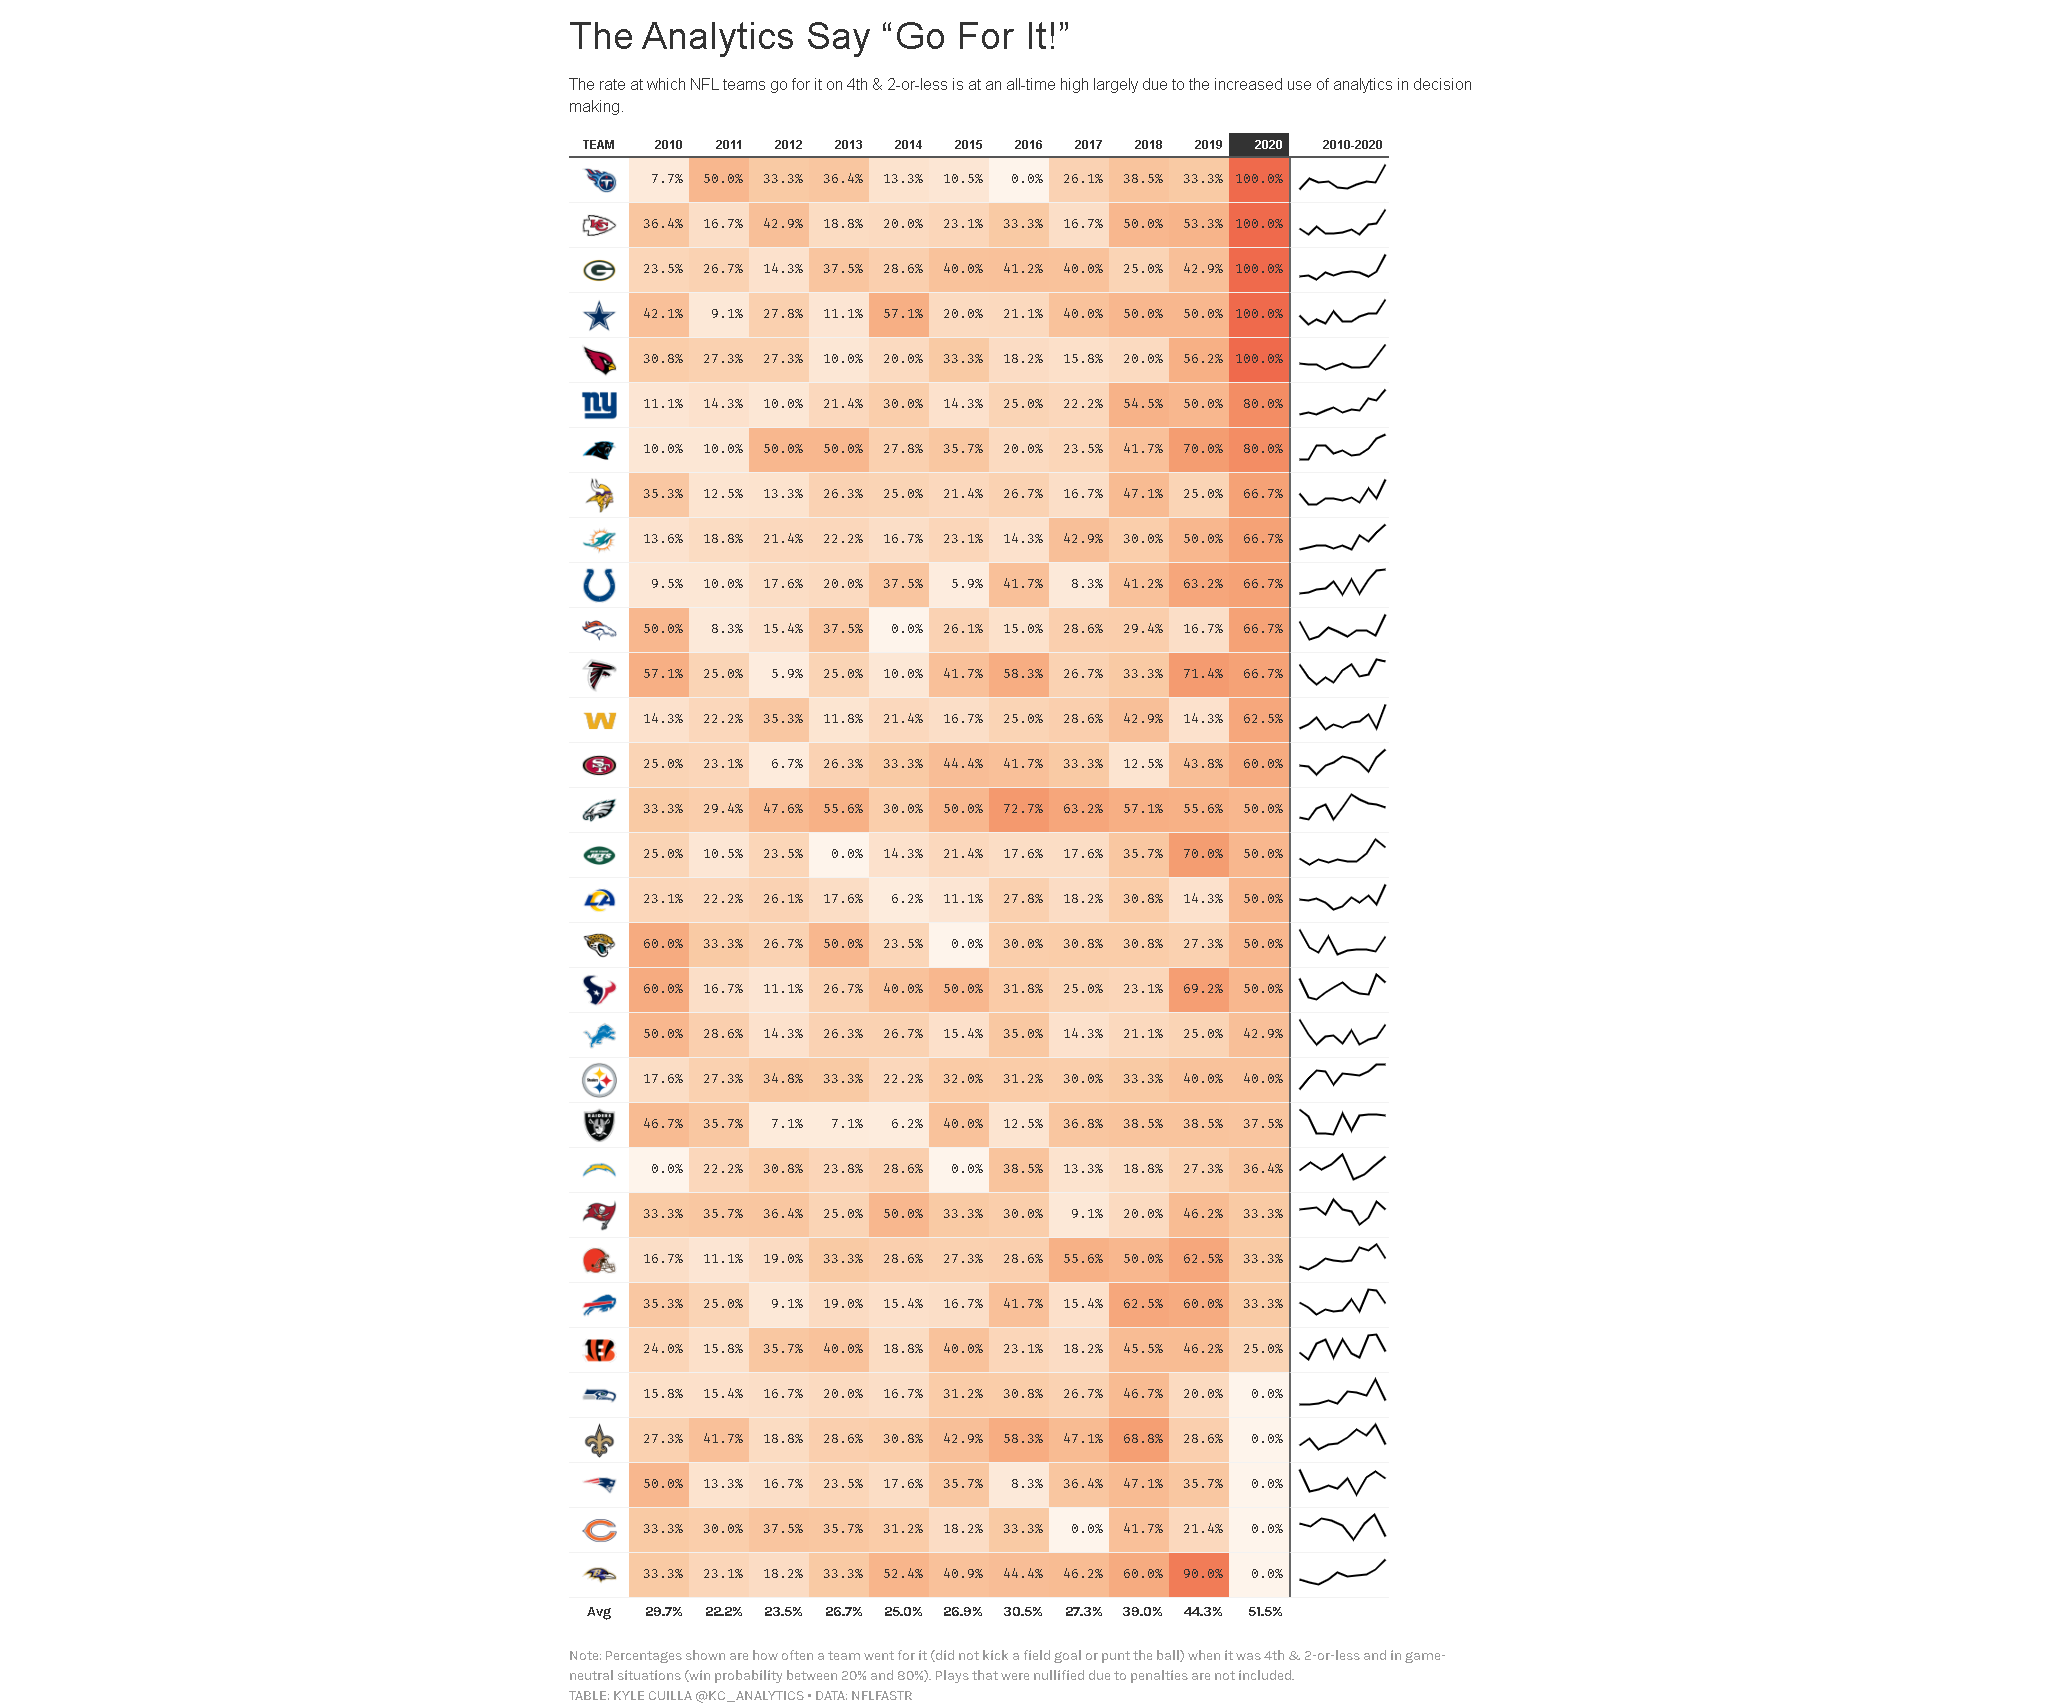 The Analytics Say “Go For It!”
The rate at which NFL teams go for it on 4th & 2-or-less is at an all-time high largely due to the increased use of analytics in decision
making.
TEAM 2010 2011 2012 2013 2014 2015 2016 2017 2018 2019 2020 2010-2020
T 7.7% 50.0% 33.3% 36.4% 13.3% 10.5% 0.0% 26.1% 38.5% 33.3% 100.0%
KC 36.4% 16.7% 42.9% 18.8% 20.0% 23.1% 33.3% 16.7% 50.0% 53.3% 100.0%
G 23.5% 26.7% 14.3% 37.5% 28.6% 40.0% 41.2% 40.0% 25.0% 42.9% 100.0%
42.1% 9.1% 27.8% 11.1% 57.1% 20.0% 21.1% 40.0% 50.0% 50.0% 100.0%
30.8% 27.3% 27.3% 10.0% 20.0% 33.3% 18.2% 15.8% 20.0% 56.2% 100.0%
ny 11.1% 14.3% 10.0% 21.4% 30.0% 14.3% 25.0% 22.2% 54.5% 50.0% 80.0%
10.0% 10.0% 50.0% 50.0% 27.8% 35.7% 20.0% 23.5% 41.7% 70.0% 80.0%
35.3% 12.5% 13.3% 26.3% 25.0% 21.4% 26.7% 16.7% 47.1% 25.0% 66.7%
13.6% 18.8% 21.4% 22.2% 16.7% 23.1% 14.3% 42.9% 30.0% 50.0% 66.7%
9.5% 10.0% 17.6% 20.0% 37.5% 5.9% 41.7% 8.3% 41.2% 63.2% 66.7%
50.0% 8.3% 15.4% 37.5% 0.0% 26.1% 15.0% 28.6% 29.4% 16.7% 66.7%
57.1% 25.0% 5.9% 25.0% 10.0% 41.7% 58.3% 26.7% 33.3% 71.4% 66.7%
W 14.3% 22.2% 35.3% 11.8% 21.4% 16.7% 25.0% 28.6% 42.9% 14.3% 62.5%
SF 25.0% 23.1% 6.7% 26.3% 33.3% 44.4% 41.7% 33.3% 12.5% 43.8% 60.0%
33.3% 29.4% 47.6% 55.6% 30.0% 50.0% 72.7% 63.2% 57.1% 55.6% 50.0%
JETS 25.0% 10.5% 23.5% 0.0% 14.3% 21.4% 17.6% 17.6% 35.7% 70.0% 50.0%
LA 23.1% 22.2% 26.1% 17.6% 6.2% 11.1% 27.8% 18.2% 30.8% 14.3% 50.0%
60.0% 33.3% 26.7% 50.0% 23.5% 0.0% 30.0% 30.8% 30.8% 27.3% 50.0%
60.0% 16.7% 11.1% 26.7% 40.0% 50.0% 31.8% 25.0% 23.1% 69.2% 50.0%
50.0% 28.6% 14.3% 26.3% 26.7% 15.4% 35.0% 14.3% 21.1% 25.0% 42.9%
Steelers 17.6% 27.3% 34.8% 33.3% 22.2% 32.0% 31.2% 30.0% 33.3% 40.0% 40.0%
RAIDERS 46.7% 35.7% 7.1% 7.1% 6.2% 40.0% 12.5% 36.8% 38.5% 38.5% 37.5%
0.0% 22.2% 30.8% 23.8% 28.6% 0.0% 38.5% 13.3% 18.8% 27.3% 36.4%
33.3% 35.7% 36.4% 25.0% 50.0% 33.3% 30.0% 9.1% 20.0% 46.2% 33.3%
16.7% 11.1% 19.0% 33.3% 28.6% 27.3% 28.6% 55.6% 50.0% 62.5% 33.3%
35.3% 25.0% 9.1% 19.0% 15.4% 16.7% 41.7% 15.4% 62.5% 60.0% 33.3%
B 24.0% 15.8% 35.7% 40.0% 18.8% 40.0% 23.1% 18.2% 45.5% 46.2% 25.0%
15.8% 15.4% 16.7% 20.0% 16.7% 31.2% 30.8% 26.7% 46.7% 20.0% 0.0%
27.3% 41.7% 18.8% 28.6% 30.8% 42.9% 58.3% 47.1% 68.8% 28.6% 0.0%
50.0% 13.3% 16.7% 23.5% 17.6% 35.7% 8.3% 36.4% 47.1% 35.7% 0.0%
C 33.3% 30.0% 37.5% 35.7% 31.2% 18.2% 33.3% 0.0% 41.7% 21.4% 0.0%
33.3% 23.1% 18.2% 33.3% 52.4% 40.9% 44.4% 46.2% 60.0% 90.0% 0.0%
Avg 29.7% 22.2% 23.5% 26.7% 25.0% 26.9% 30.5% 27.3% 39.0% 44.3% 51.5%
Note: Percentages shown are how often a team went for it (did not kick a field goal or punt the ball) when it was 4th & 2-or-less and in game-
neutral situations (win probability between 20% and 80%). Plays that were nullified due to penalties are not included.
TABLE: KYLE CUILLA @KC_ANALYTICS • DATA: NFLFASTR